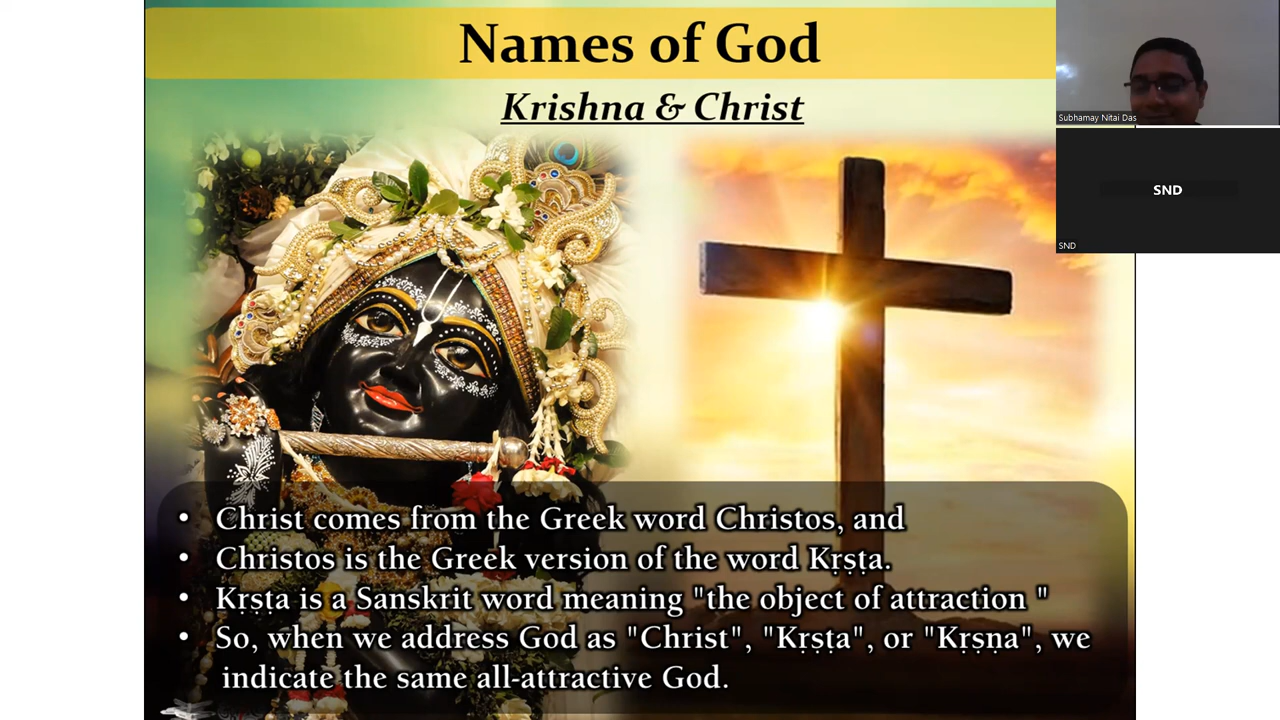 Names of God
Krishna & Christ
Subhamay Nitai Das
SND
SND
• Christ comes from the Greek word Christos, and
• Christos is the Greek version of the word Kṛṣṭa.
• Kṛṣṭa is a Sanskrit word meaning "the object of attraction "
• So, when we address God as "Christ", "Kṛṣṭa", or "Kṛṣṇa", we
indicate the same all-attractive God.